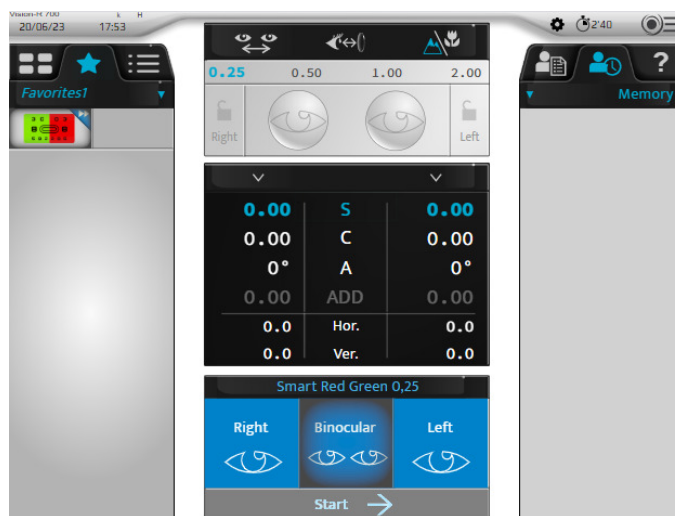 Vision-R 700
20/06/23 17:53 2'40
?
Favorites1 Memory
0.25 0.50 1.00 2.00
Right Left
0.00 S 0.00
0.00 C 0.00
0° A 0°
0.00 ADD 0.00
0.0 Hor. 0.0
0.0 Ver. 0.0
Smart Red Green 0,25
Right Binocular Left
Start